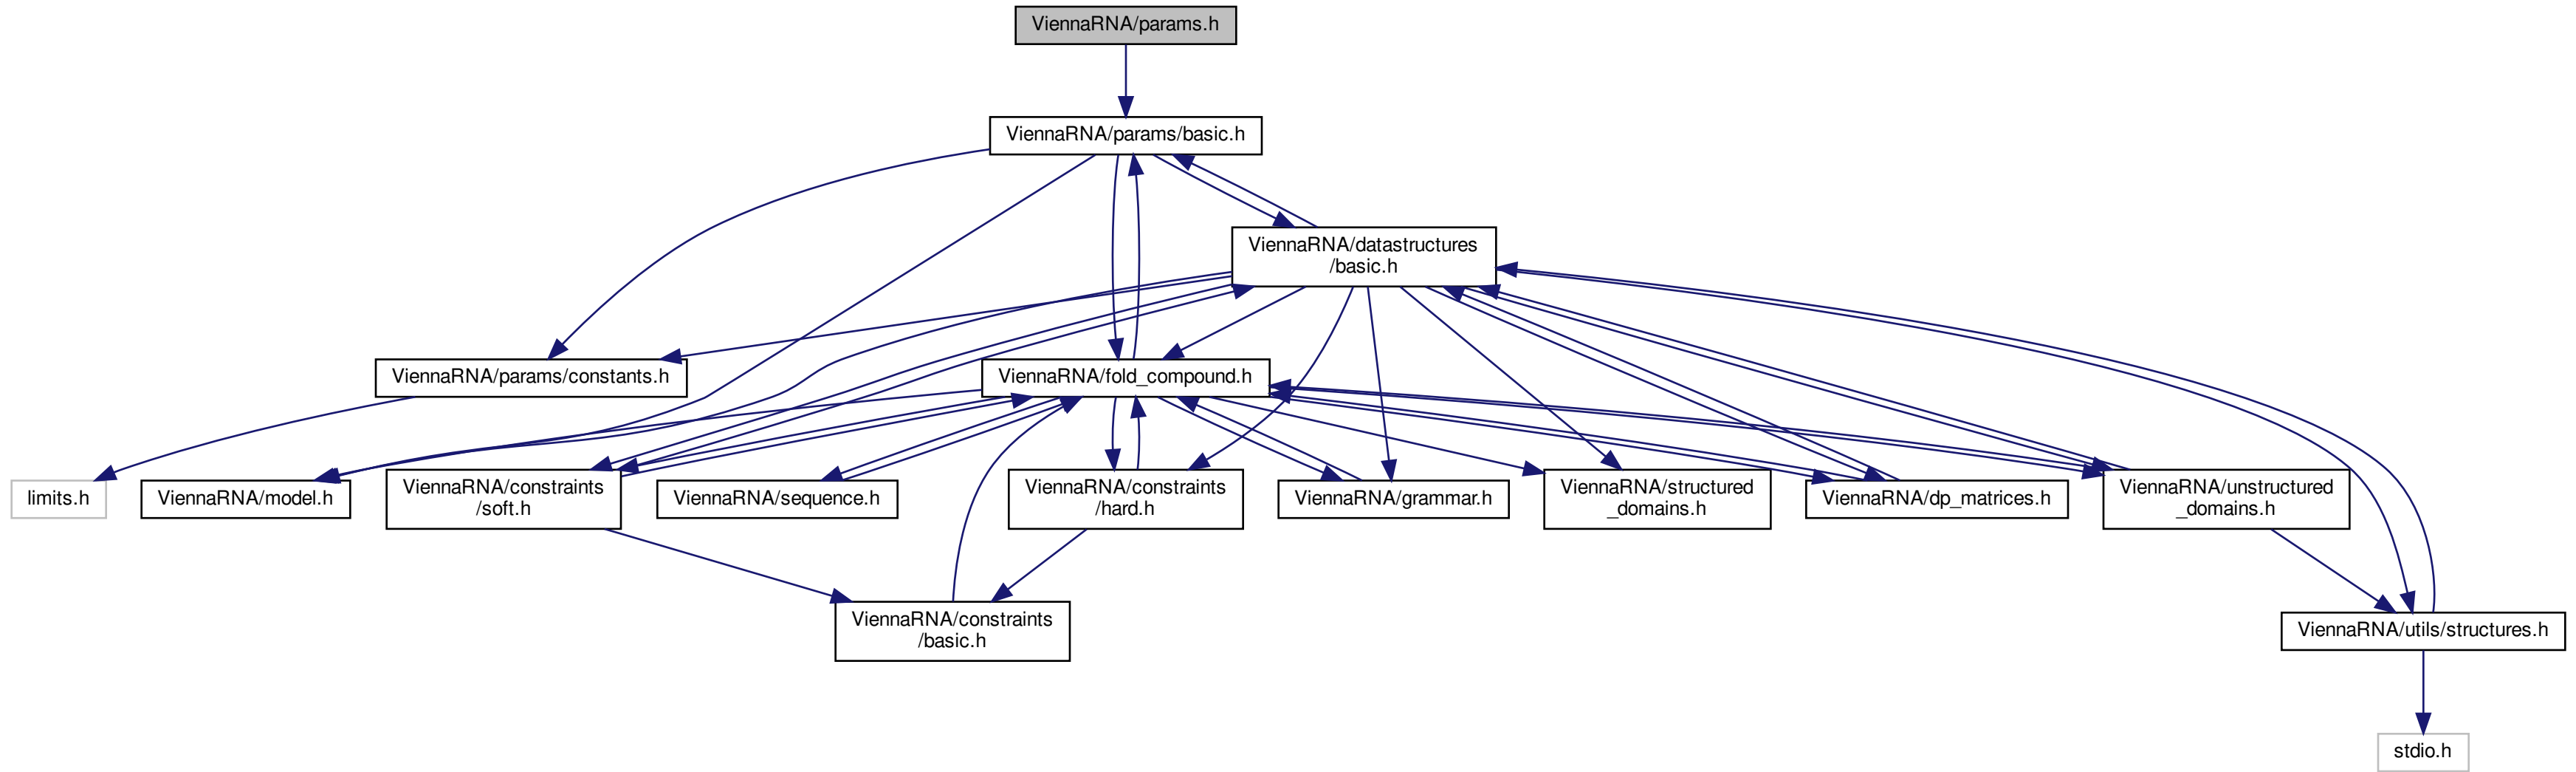 ViennaRNA/params.h
ViennaRNA/params/basic.h
ViennaRNA/datastructures
/basic.h
ViennaRNA/params/constants.h
ViennaRNA/fold_compound.h
limits.h
ViennaRNA/model.h
ViennaRNA/constraints
/soft.h
ViennaRNA/sequence.h
ViennaRNA/constraints
/hard.h
ViennaRNA/grammar.h
ViennaRNA/structured
_domains.h
ViennaRNA/dp_matrices.h
ViennaRNA/unstructured
_domains.h
ViennaRNA/constraints
/basic.h
ViennaRNA/utils/structures.h
stdio.h